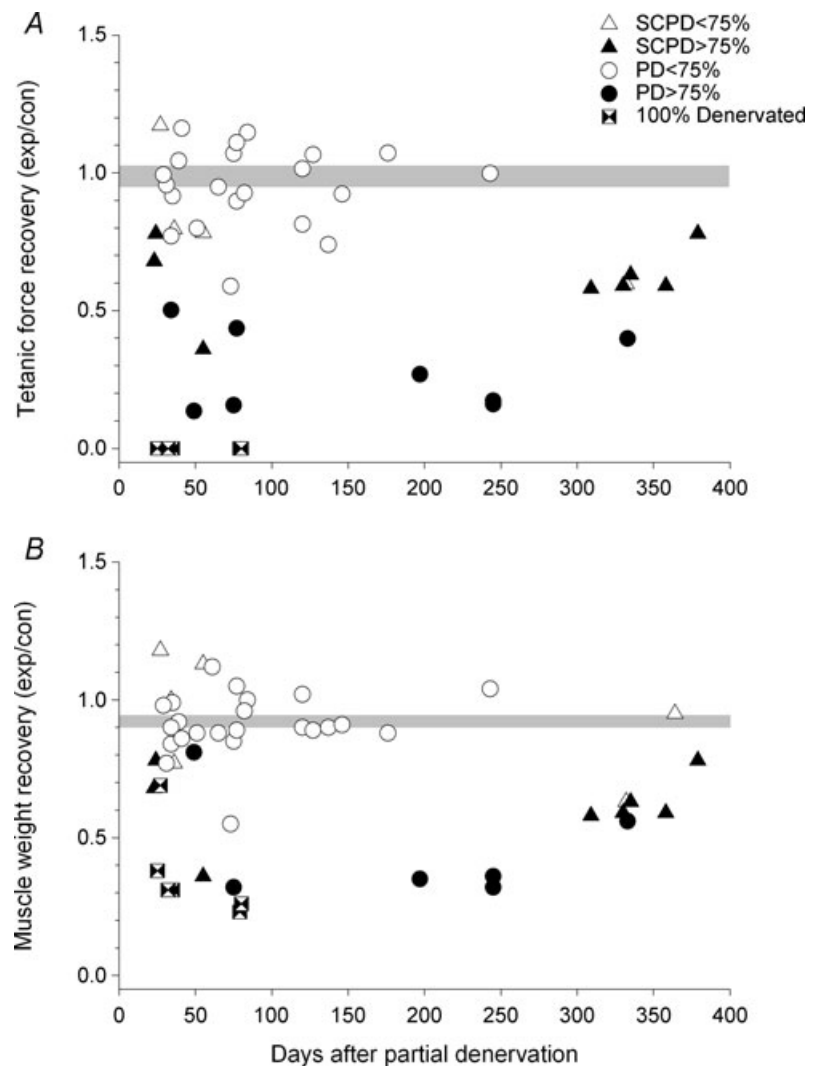 A
SCPD<75%
SCPD>75%
PD<75%
PD>75%
100% Denervated
Tetanic force recovery (exp/con)
1.5
1.0
0.5
0.0
0 50 100 150 200 250 300 350 400
B
Muscle weight recovery (exp/con)
1.5
1.0
0.5
0.0
0 50 100 150 200 250 300 350 400
Days after partial denervation